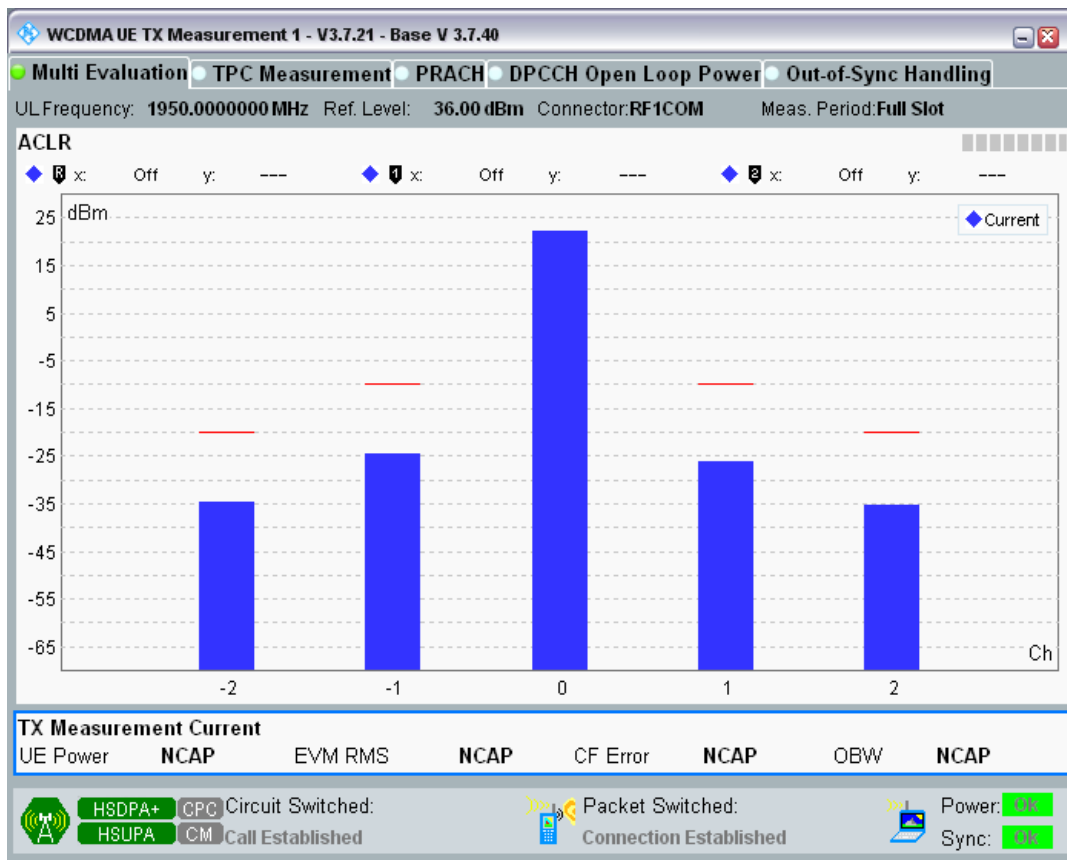 WCDMA UE TX Measurement 1 - V3.7.21 - Base V 3.7.40
Multi Evaluation TPC Measurement PRACH DPCCH Open Loop Power Out-of-Sync Handling
UL Frequency: 1950.0000000 MHz Ref. Level: 36.00 dBm Connector:RF1COM Meas. Period:Full Slot
ACLR
R x: Off y: --- 1 x: Off y: --- 2 x: Off y: ---
dBm
Current
25
15
5
-5
-15
-25
-35
-45
-55
-65
Ch
-2 -1 0 1 2
TX Measurement Current
UE Power NCAP EVM RMS NCAP CF Error NCAP OBW NCAP
HSDPA+ CPC Circuit Switched: Packet Switched: Power: OK
HSUPA CM Call Established Connection Established Sync: OK